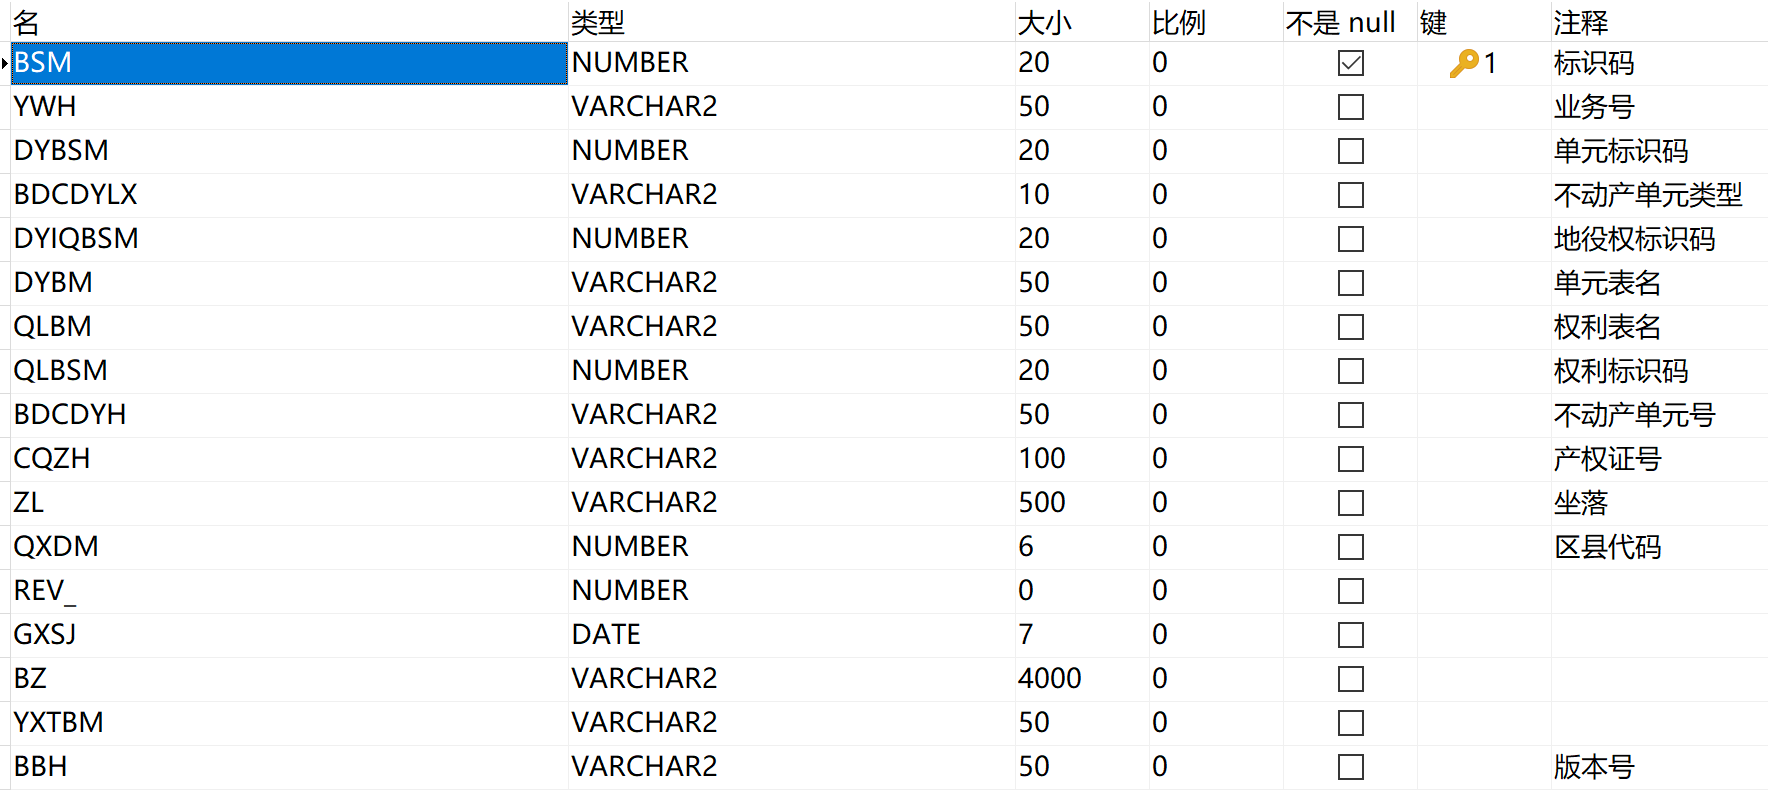 名 类型 大小 比例 不是 null 键 注释
BSM NUMBER 20 0 1 标识码
YWH VARCHAR2 50 0 业务号
DYBSM NUMBER 20 0 单元标识码
BDCDYLX VARCHAR2 10 0 不动产单元类型
DYIQBSM NUMBER 20 0 地役权标识码
DYBM VARCHAR2 50 0 单元表名
QLBM VARCHAR2 50 0 权利表名
QLBSM NUMBER 20 0 权利标识码
BDCDYH VARCHAR2 50 0 不动产单元号
CQZH VARCHAR2 100 0 产权证号
ZL VARCHAR2 500 0 坐落
QXDM NUMBER 6 0 区县代码
REV_ NUMBER 0 0
GXSJ DATE 7 0
BZ VARCHAR2 4000 0
YXTBM VARCHAR2 50 0
BBH VARCHAR2 50 0 版本号